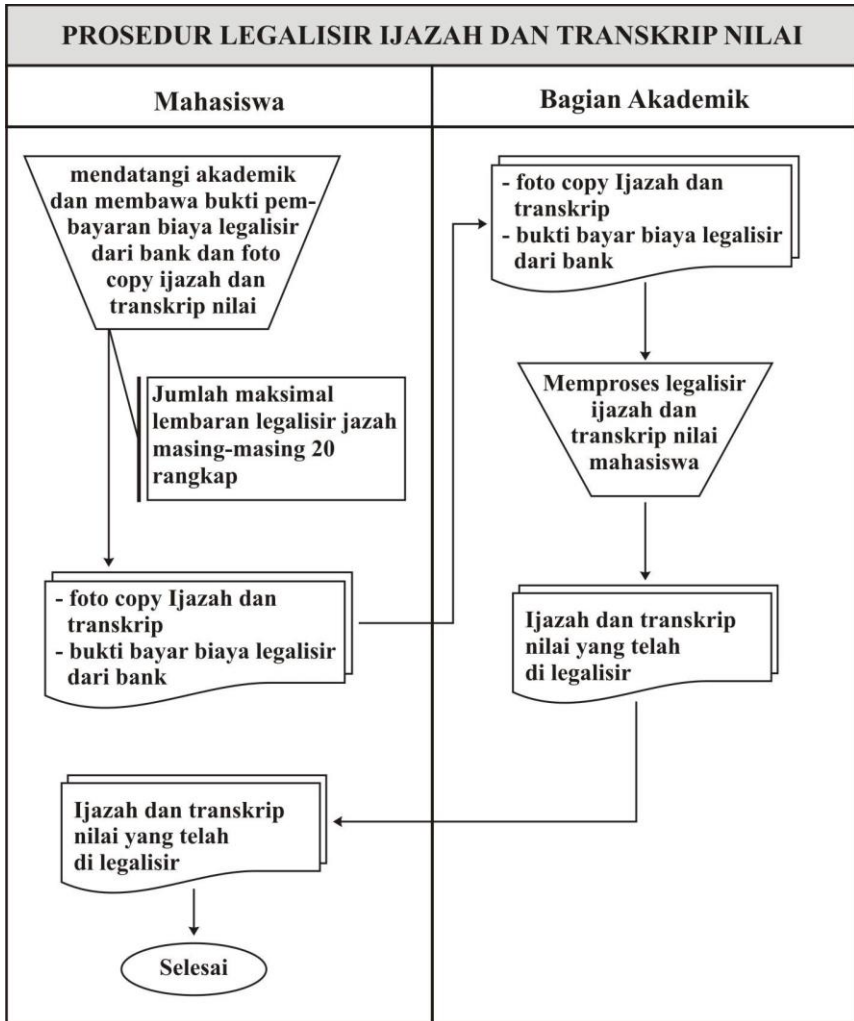 PROSEDUR LEGALISIR IJAZAH DAN TRANSKRIP NILAI
Mahasiswa
Bagian Akademik
mendatangi akademik
dan membawa bukti pem-
bayaran biaya legalisir
dari bank dan foto
copy ijazah dan
transkrip nilai
Jumlah maksimal
lembaran legalisir jazah
masing-masing 20
rangkap
- foto copy Ijazah dan
transkrip
- bukti bayar biaya legalisir
dari bank
- foto copy Ijazah dan
transkrip
- bukti bayar biaya legalisir
dari bank
Memproses legalisir
ijazah dan
transkrip nilai
mahasiswa
Ijazah dan transkrip
nilai yang telah
di legalisir
Ijazah dan transkrip
nilai yang telah
di legalisir
Selesai